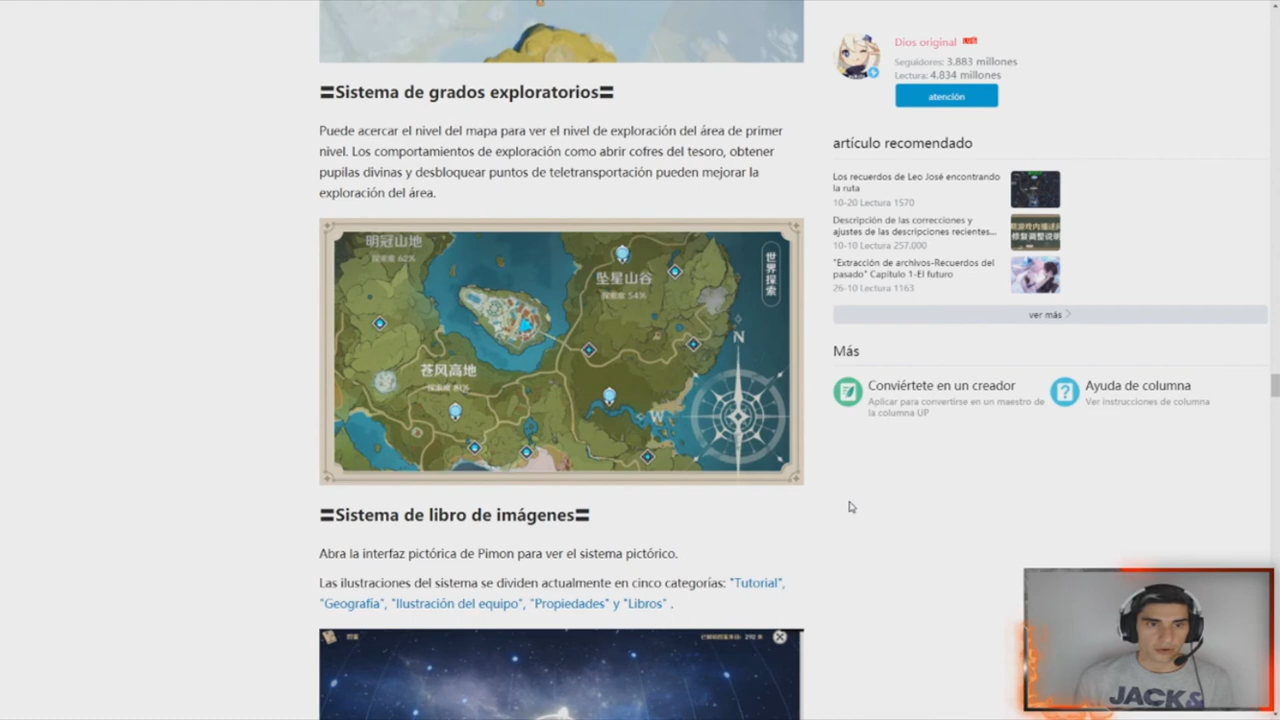 〓Sistema de grados exploratorios〓
Puede acercar el nivel del mapa para ver el nivel de exploración del área de primer
nivel. Los comportamientos de exploración como abrir cofres del tesoro, obtener
pupilas divinas y desbloquear puntos de teletransportación pueden mejorar la
exploración del área.
明冠山地
探索度 62%
坠星山谷
探索度 54%
世界探索
苍风高地
N
W
〓Sistema de libro de imágenes〓
Abra la interfaz pictórica de Pimon para ver el sistema pictórico.
Las ilustraciones del sistema se dividen actualmente en cinco categorías: "Tutorial",
"Geografía", "Ilustración del equipo", "Propiedades" y "Libros" .
Dios original
Seguidores: 3.883 millones
Lectura: 4.834 millones
atención
artículo recomendado
Los recuerdos de Leo José encontrando
la ruta
10-20 Lectura 1570
Descripción de las correcciones y
ajustes de las descripciones recientes...
10-10 Lectura 257.000
"Extracción de archivos-Recuerdos del
pasado" Capítulo 1-El futuro
26-10 Lectura 1163
ver más
Más
Conviértete en un creador
Aplicar para convertirse en un maestro de
la columna UP
Ayuda de columna
Ver instrucciones de columna
JACK&